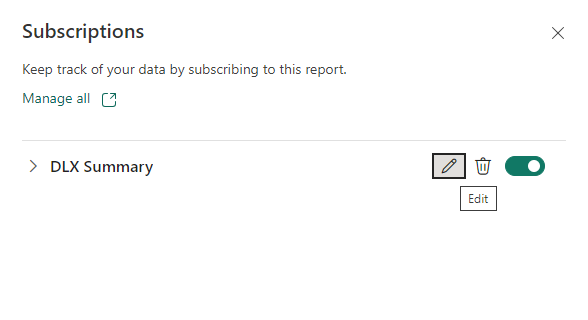 Subscriptions
Keep track of your data by subscribing to this report.
Manage all
DLX Summary
Edit